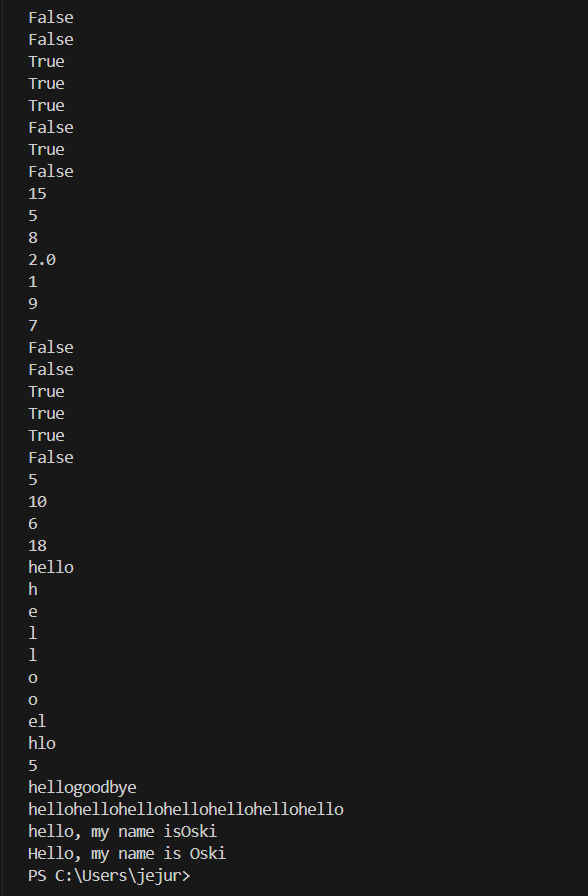 False
False
True
True
True
False
True
False
15
5
8
2.0
1
9
7
False
False
True
True
True
False
5
10
6
18
hello
h
e
l
l
o
o
el
hlo
5
hellogoodbye
hellohellohellohellohellohellohello
hello, my name isOski
Hello, my name is Oski
PS C:\Users\jejur>